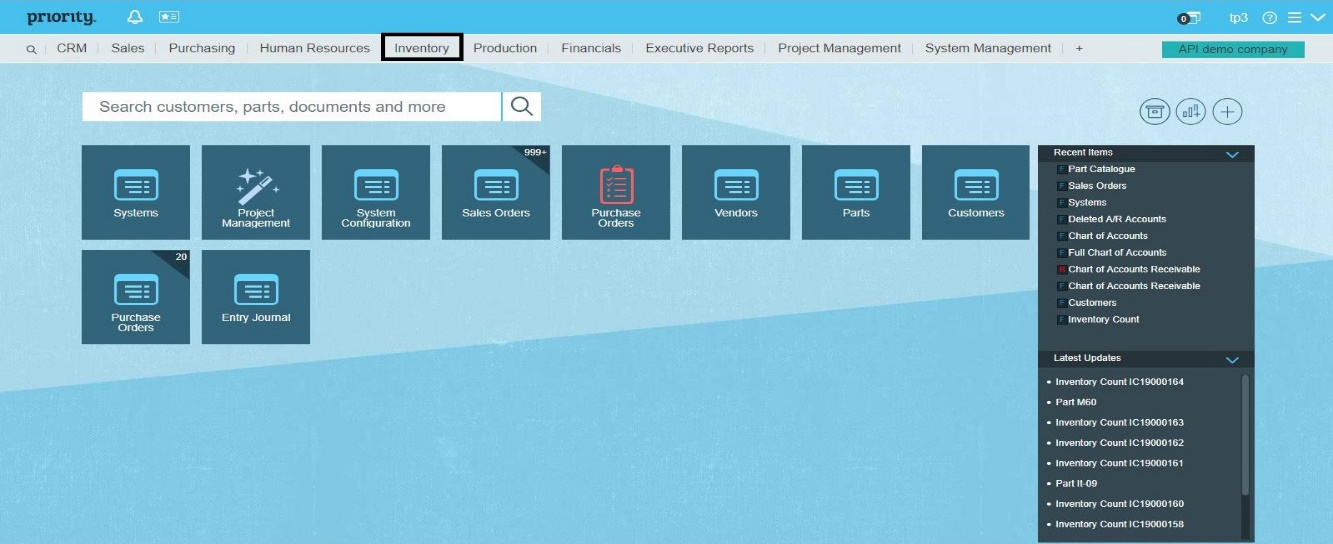 priority.
0 tp3
CRM Sales Purchasing Human Resources Inventory Production Financials Executive Reports Project Management System Management + API demo company
Search customers, parts, documents and more
999+
Systems
Project
Management
System
Configuration
Sales Orders
Purchase
Orders
Vendors
Parts
Customers
20
Purchase
Orders
Entry Journal
Recent Items
F Part Catalogue
F Sales Orders
F Systems
F Deleted A/R Accounts
F Chart of Accounts
F Full Chart of Accounts
R Chart of Accounts Receivable
F Chart of Accounts Receivable
F Customers
F Inventory Count
Latest Updates
• Inventory Count IC19000164
• Part M60
• Inventory Count IC19000163
• Inventory Count IC19000162
• Inventory Count IC19000161
• Part It-09
• Inventory Count IC19000160
• Inventory Count IC19000158